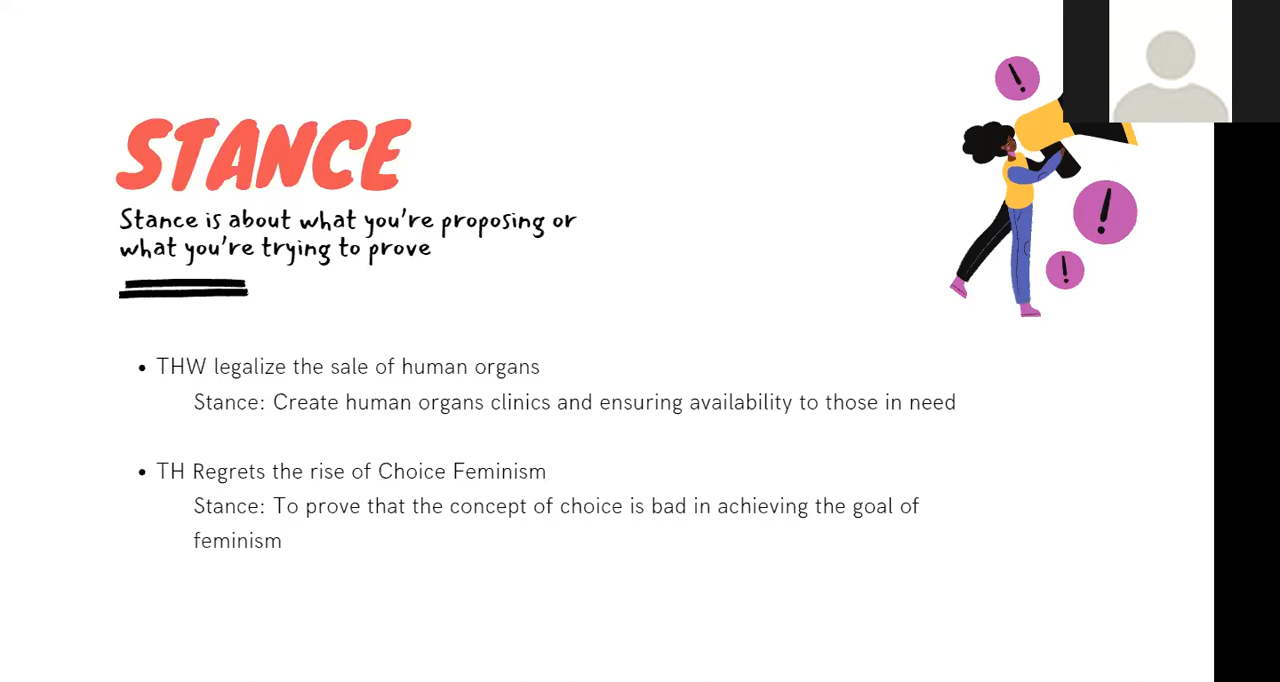 STANCE
Stance is about what you're proposing or
what you're trying to prove
• THW legalize the sale of human organs
Stance: Create human organs clinics and ensuring availability to those in need
• TH Regrets the rise of Choice Feminism
Stance: To prove that the concept of choice is bad in achieving the goal of
feminism